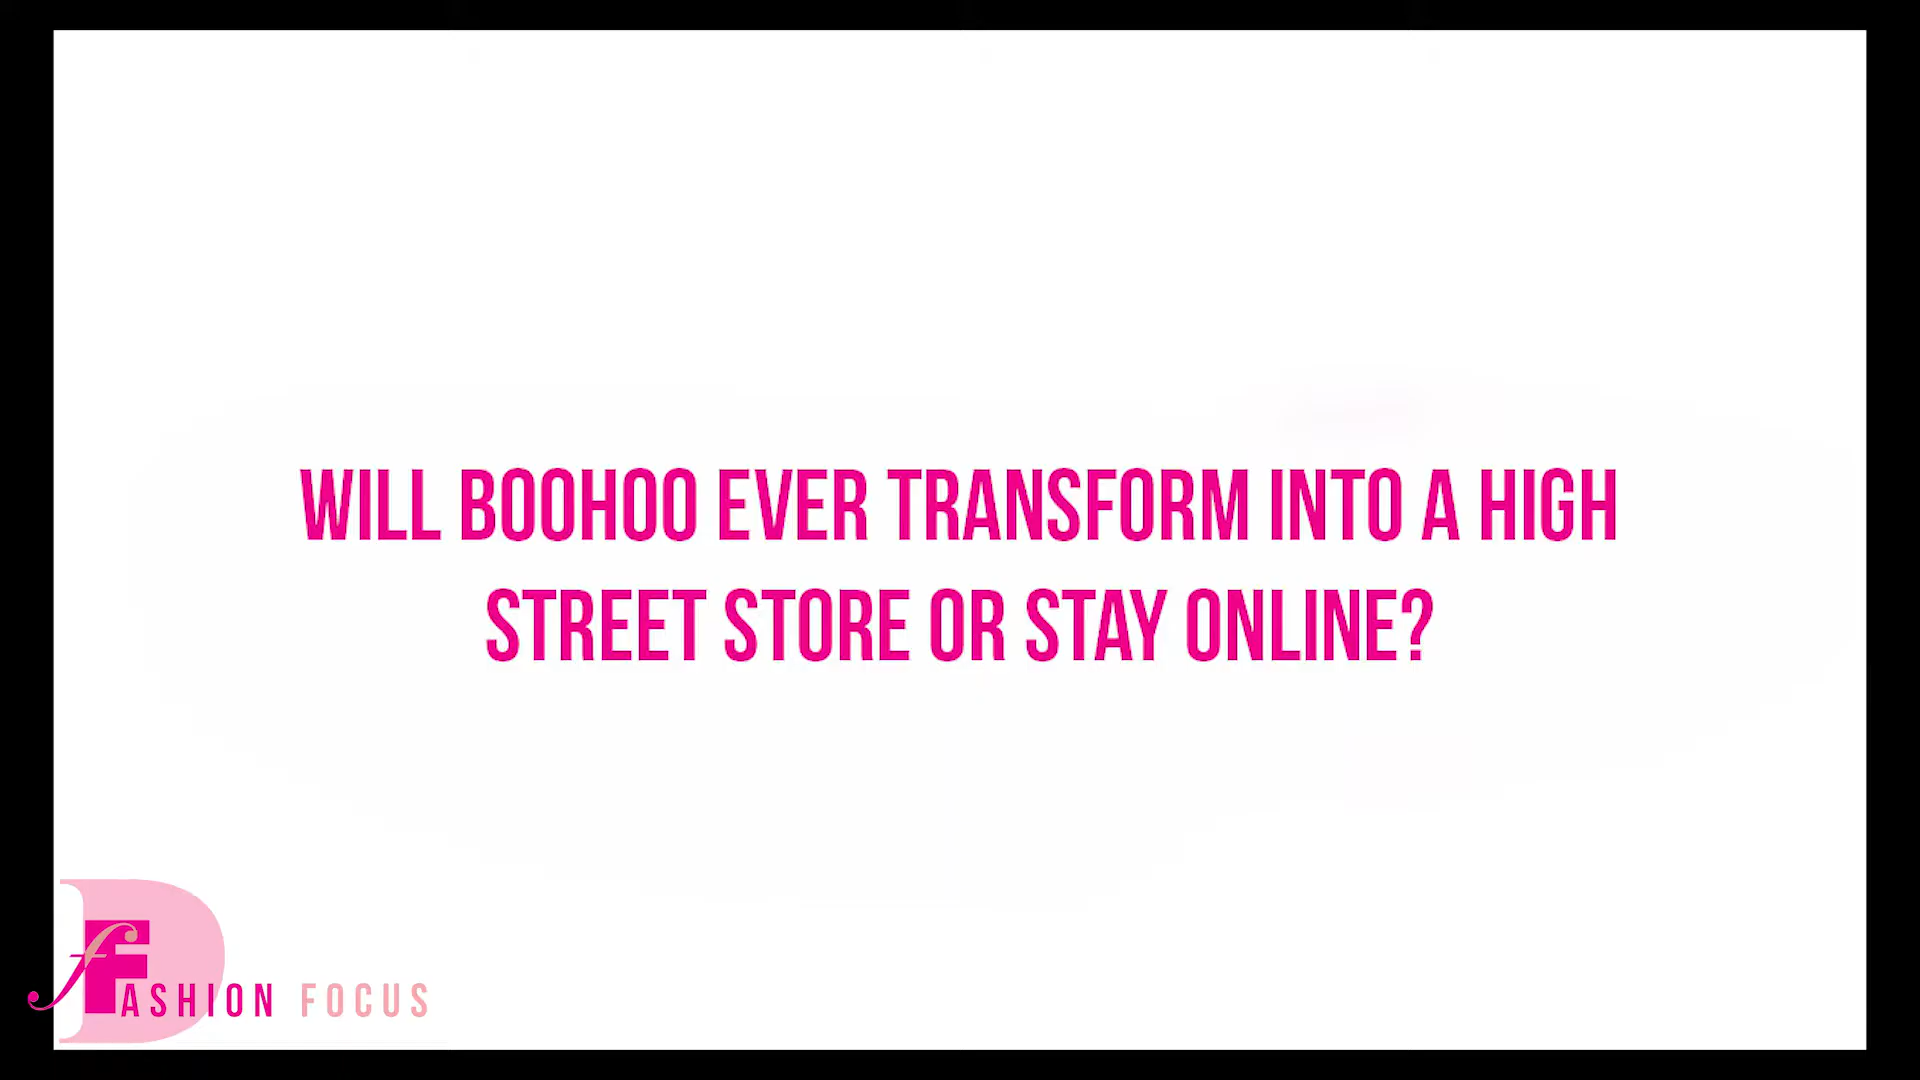 WILL BOOHOO EVER TRANSFORM INTO A HIGH
STREET STORE OR STAY ONLINE?
FASHION FOCUS